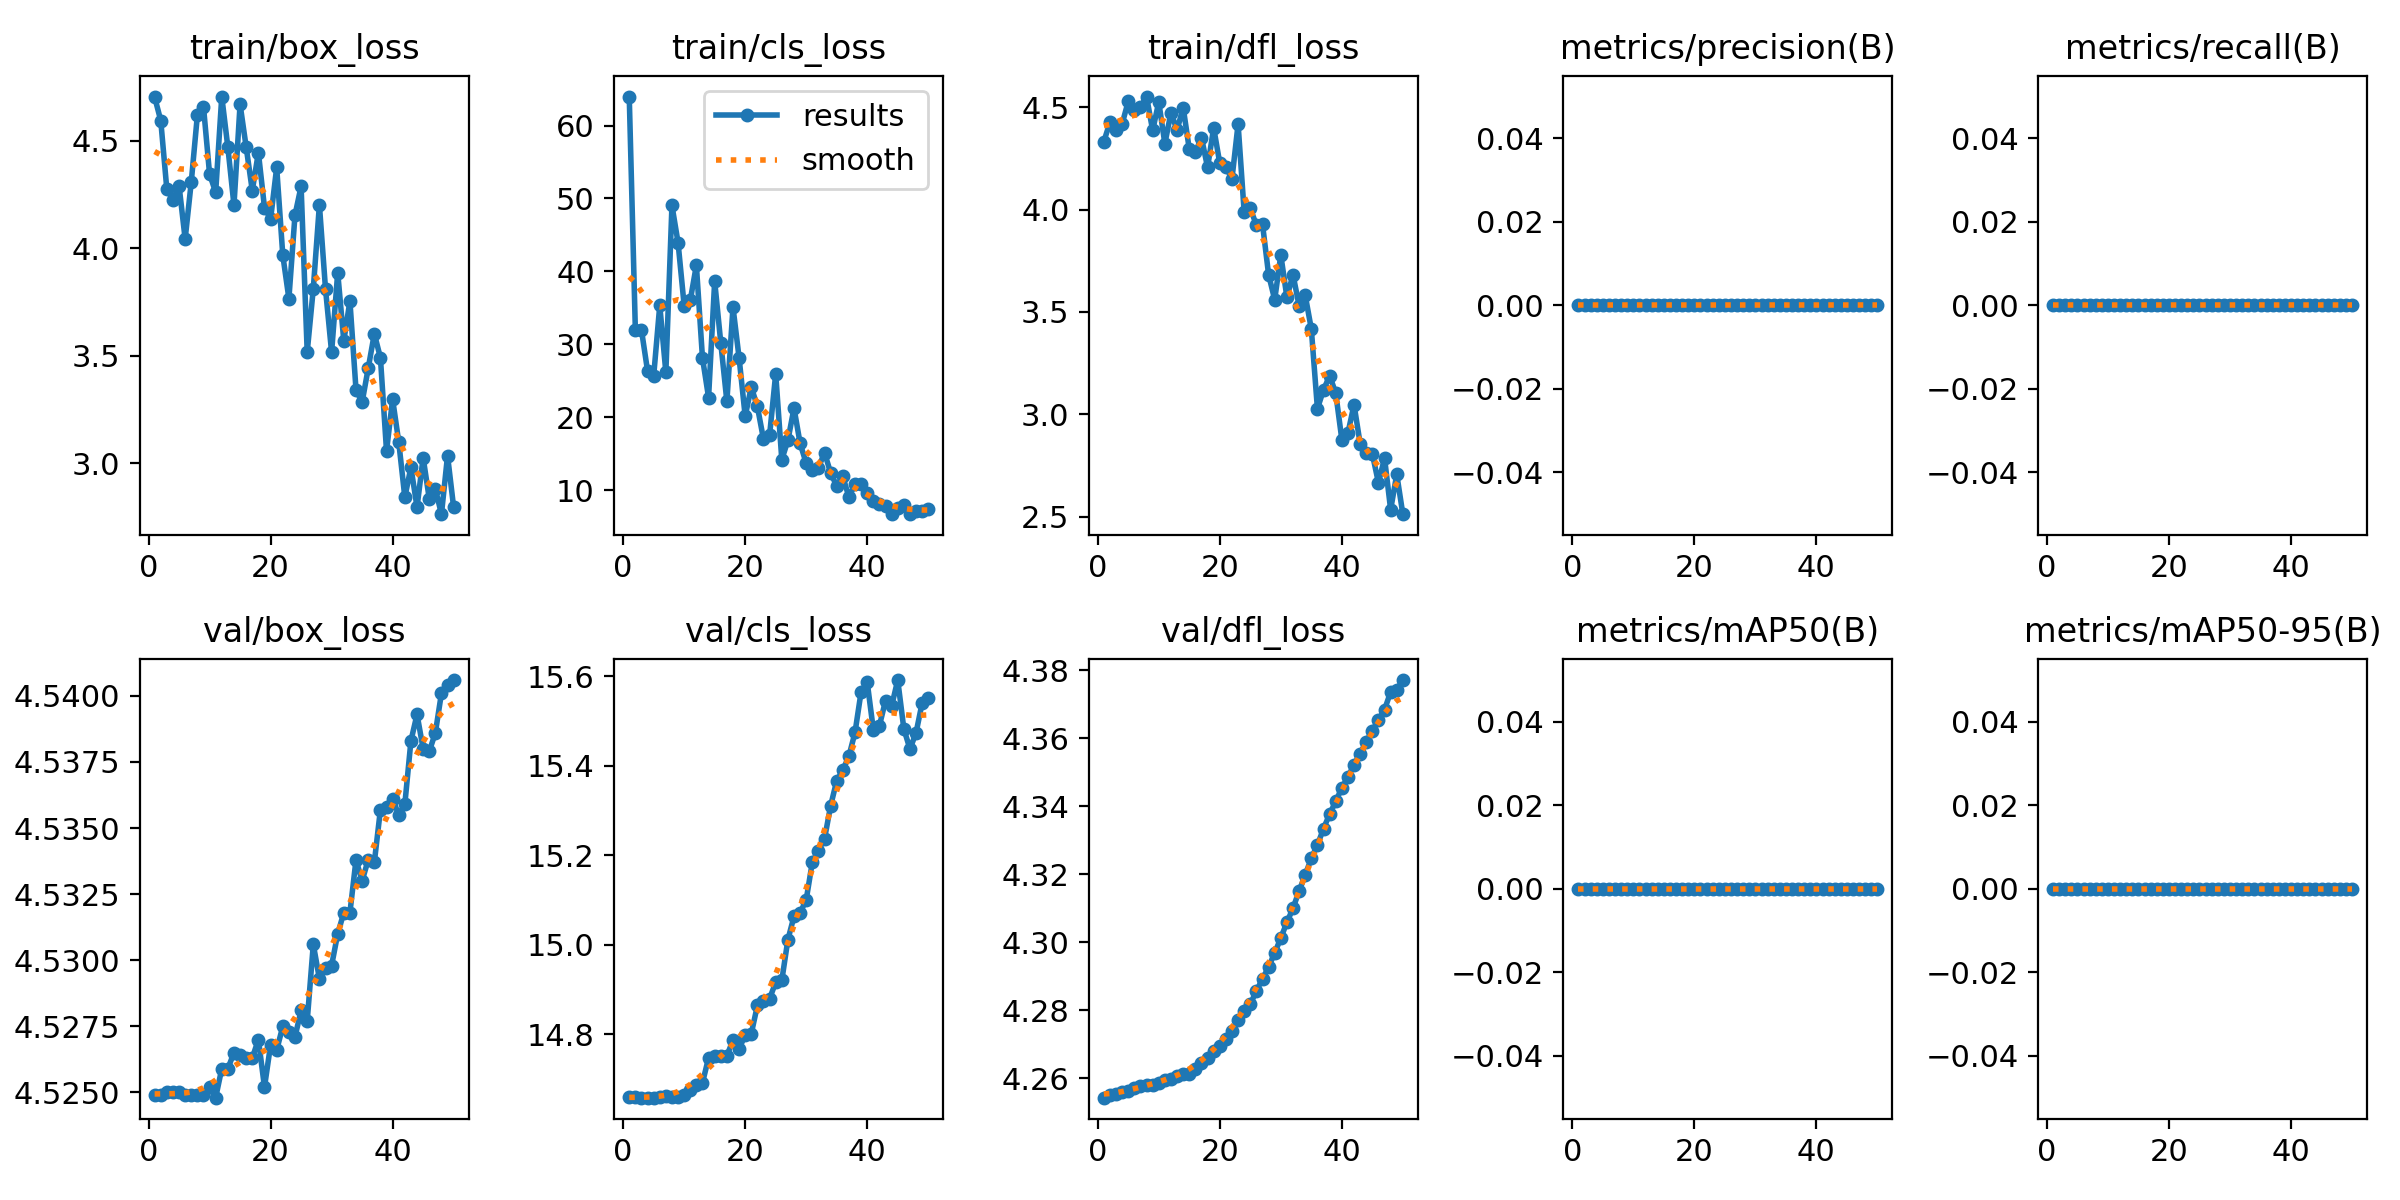 train/box_loss
4.5
4.0
3.5
3.0
0 20 40
train/cls_loss
results
smooth
60
50
40
30
20
10
0 20 40
train/dfl_loss
4.5
4.0
3.5
3.0
2.5
0 20 40
metrics/precision(B)
0.04
0.02
0.00
−0.02
−0.04
0 20 40
metrics/recall(B)
0.04
0.02
0.00
−0.02
−0.04
0 20 40
val/box_loss
4.5400
4.5375
4.5350
4.5325
4.5300
4.5275
4.5250
0 20 40
val/cls_loss
15.6
15.4
15.2
15.0
14.8
0 20 40
val/dfl_loss
4.38
4.36
4.34
4.32
4.30
4.28
4.26
0 20 40
metrics/mAP50(B)
0.04
0.02
0.00
−0.02
−0.04
0 20 40
metrics/mAP50-95(B)
0.04
0.02
0.00
−0.02
−0.04
0 20 40